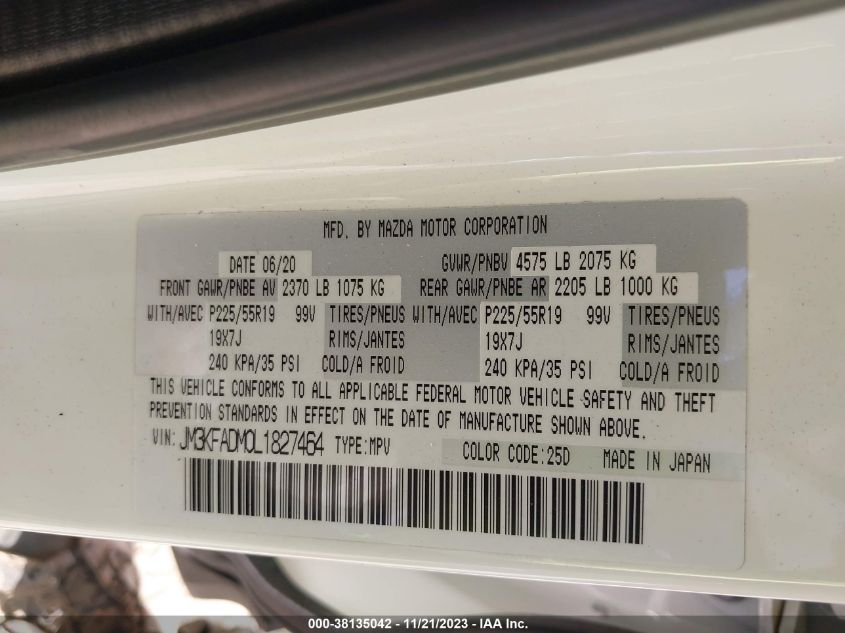 MFD. BY MAZDA MOTOR CORPORATION
DATE 06/20 GVWR/PNBV 4575 LB 2075 KG
FRONT GAWR/PNBE AV 2370 LB 1075 KG REAR GAWR/PNBE AR 2205 LB 1000 KG
WITH/AVEC P225/55R19 99V TIRES/PNEUS WITH/AVEC P225/55R19 99V TIRES/PNEUS
19X7J RIMS/JANTES 19X7J RIMS/JANTES
240 KPA/35 PSI COLD/A FROID 240 KPA/35 PSI COLD/A FROID
THIS VEHICLE CONFORMS TO ALL APPLICABLE FEDERAL MOTOR VEHICLE SAFETY AND THEFT
PREVENTION STANDARDS IN EFFECT ON THE DATE OF MANUFACTURE SHOWN ABOVE.
VIN: JM3KFADM0L1827464 TYPE:MPV COLOR CODE:25D MADE IN JAPAN
000-38135042 - 11/21/2023 - © IAA Inc.